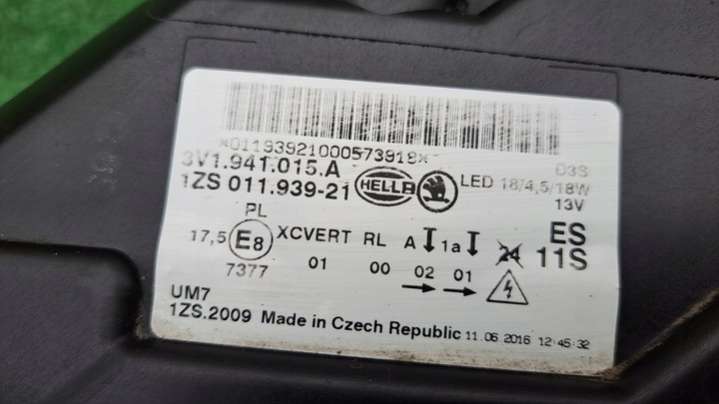 *0119392100057391 8*
3V1.941.015.A
D3S
1ZS 011.939-21 HELLA LED 18/4,5/18W
13V
PL
17,5 E8 XCVERT RL A 1a 24 ES
7377 01 00 02 01 11S
UM7
1ZS.2009 Made in Czech Republic 11.06.2016 12:45:32